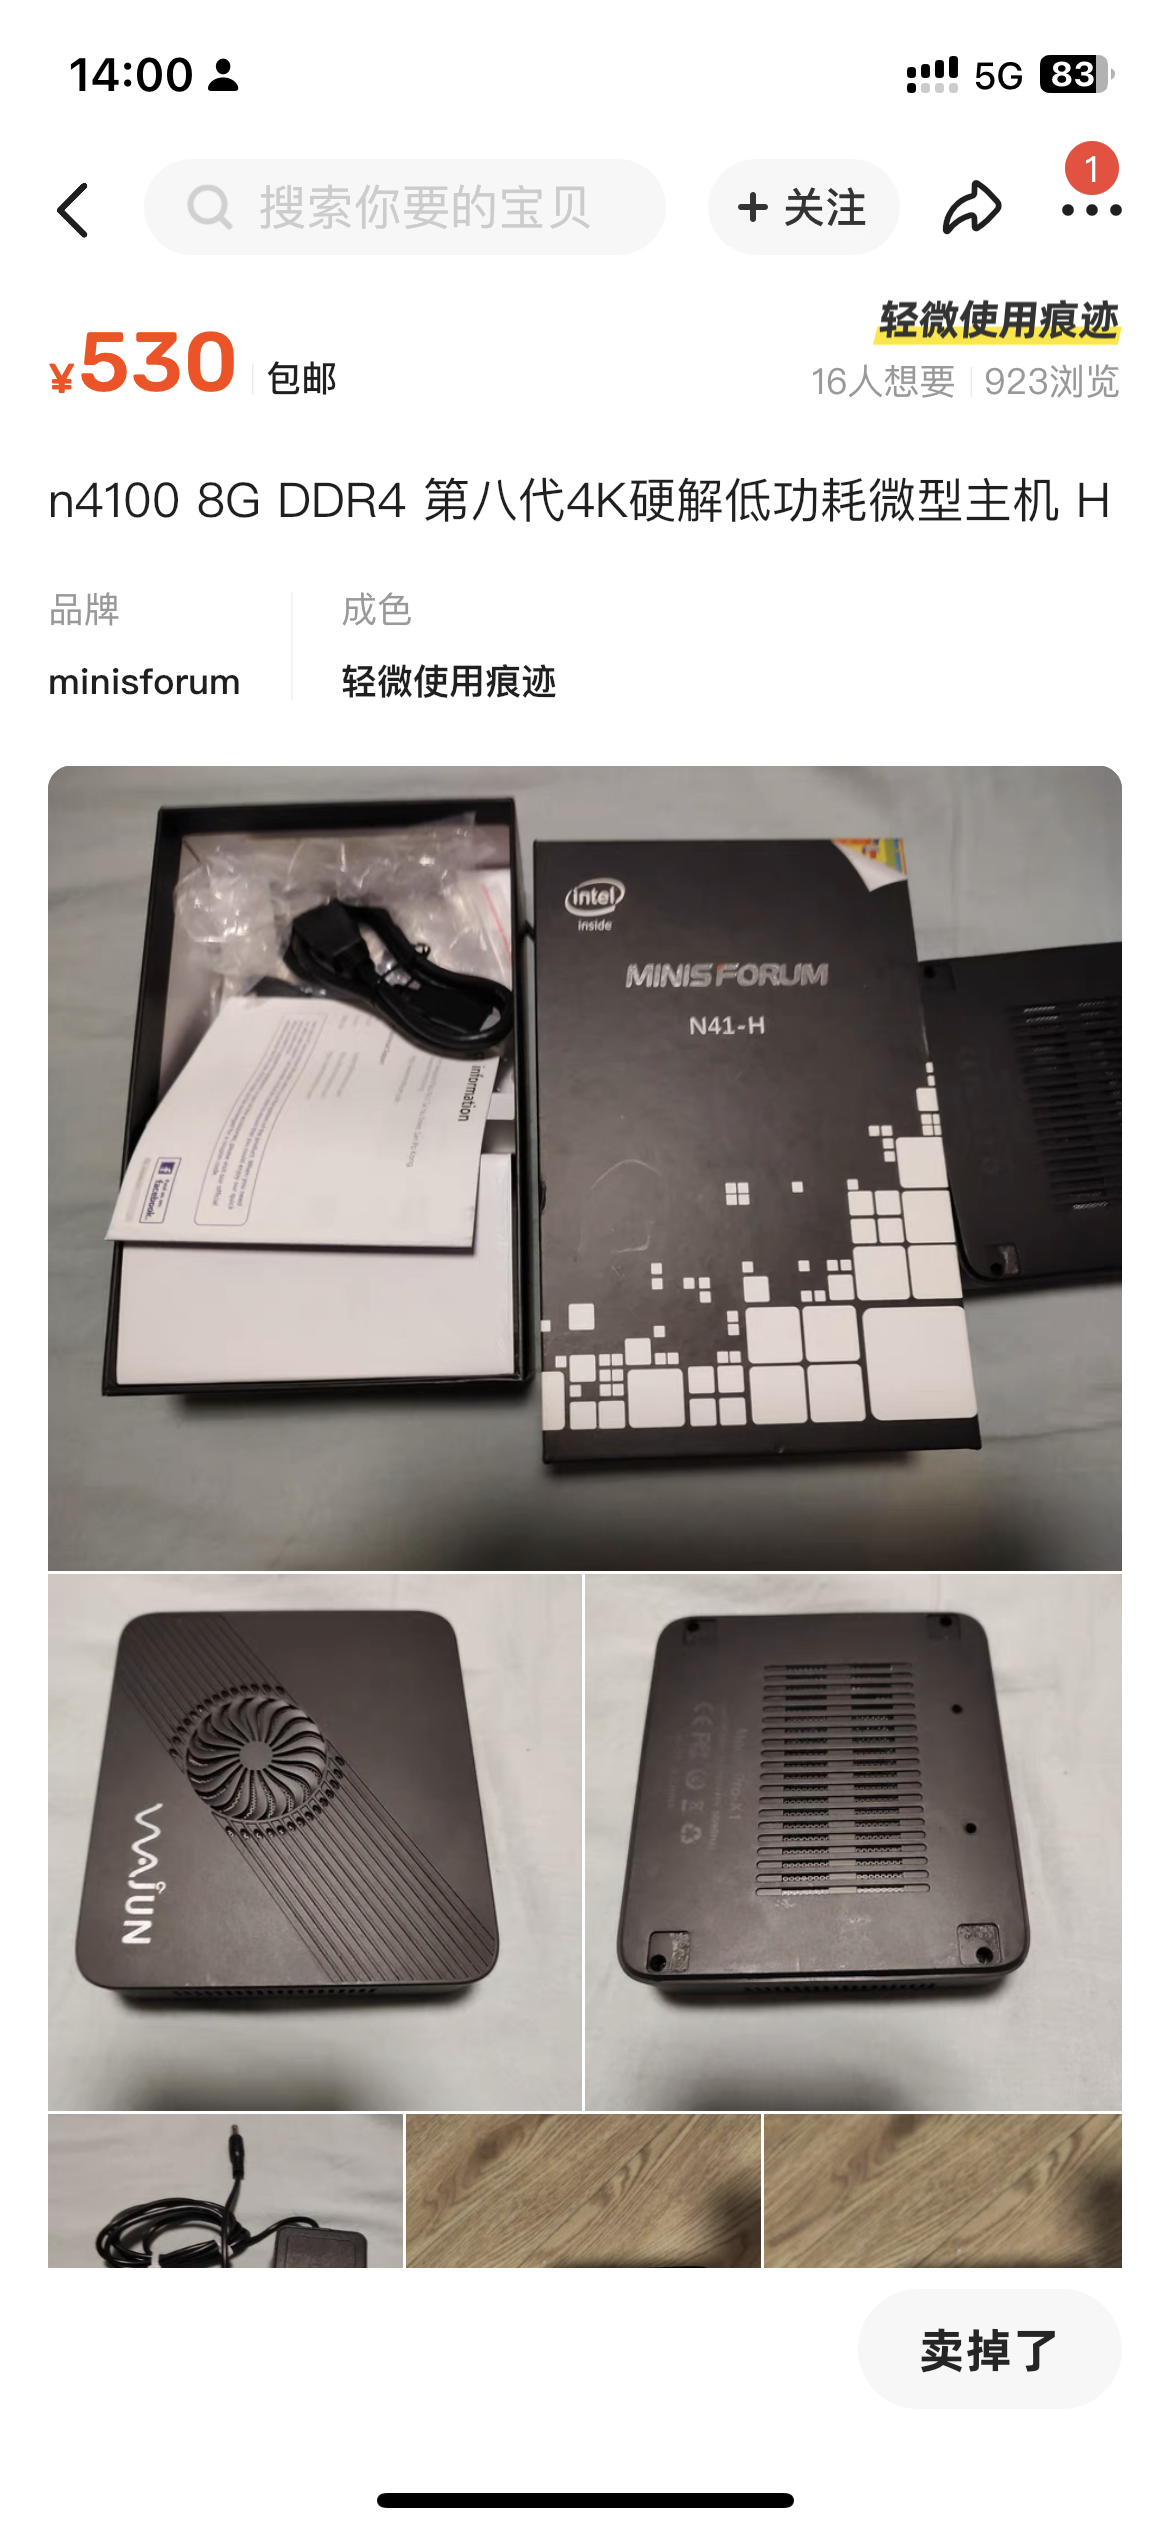 14:00
5G
83
搜索你要的宝贝
关注
1
轻微使用痕迹
¥530 包邮
16人想要 923浏览
n4100 8G DDR4 第八代4K硬解低功耗微型主机 H
品牌
成色
minisforum
轻微使用痕迹
information
facebook.
intel
inside
MINISFORUM
N41-H
卖掉了